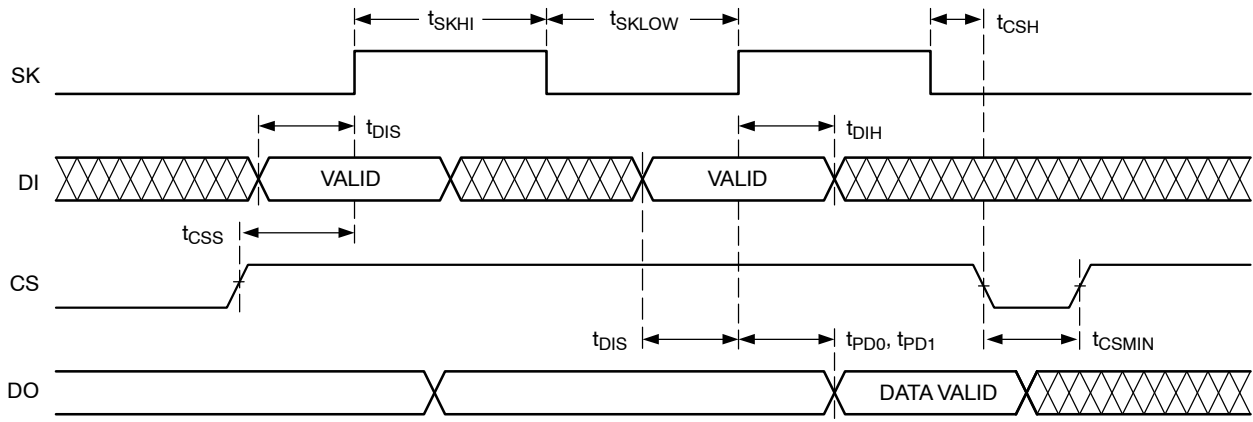 tSKHI tSKLOW tCSH
SK
tDIS tDIH
DI VALID VALID
tCSS
CS
tDIS tPD0, tPD1 tCSMIN
DO DATA VALID